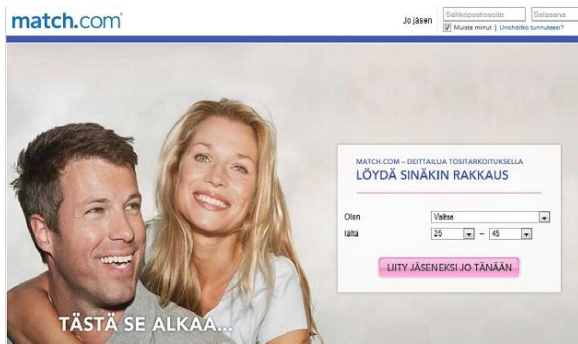 match.com
Jo jäsen
Sähköpostiosoite
Salasana
Muista minut | Unohditko tunnuksesi?
MATCH.COM – DEITTAILUA TOSITARKOITUKSELLA
LÖYDÄ SINÄKIN RAKKAUS
Olen Valitse
Iältä 25 – 45
LIITY JÄSENEKSI JO TÄNÄÄN
TÄSTÄ SE ALKAA...